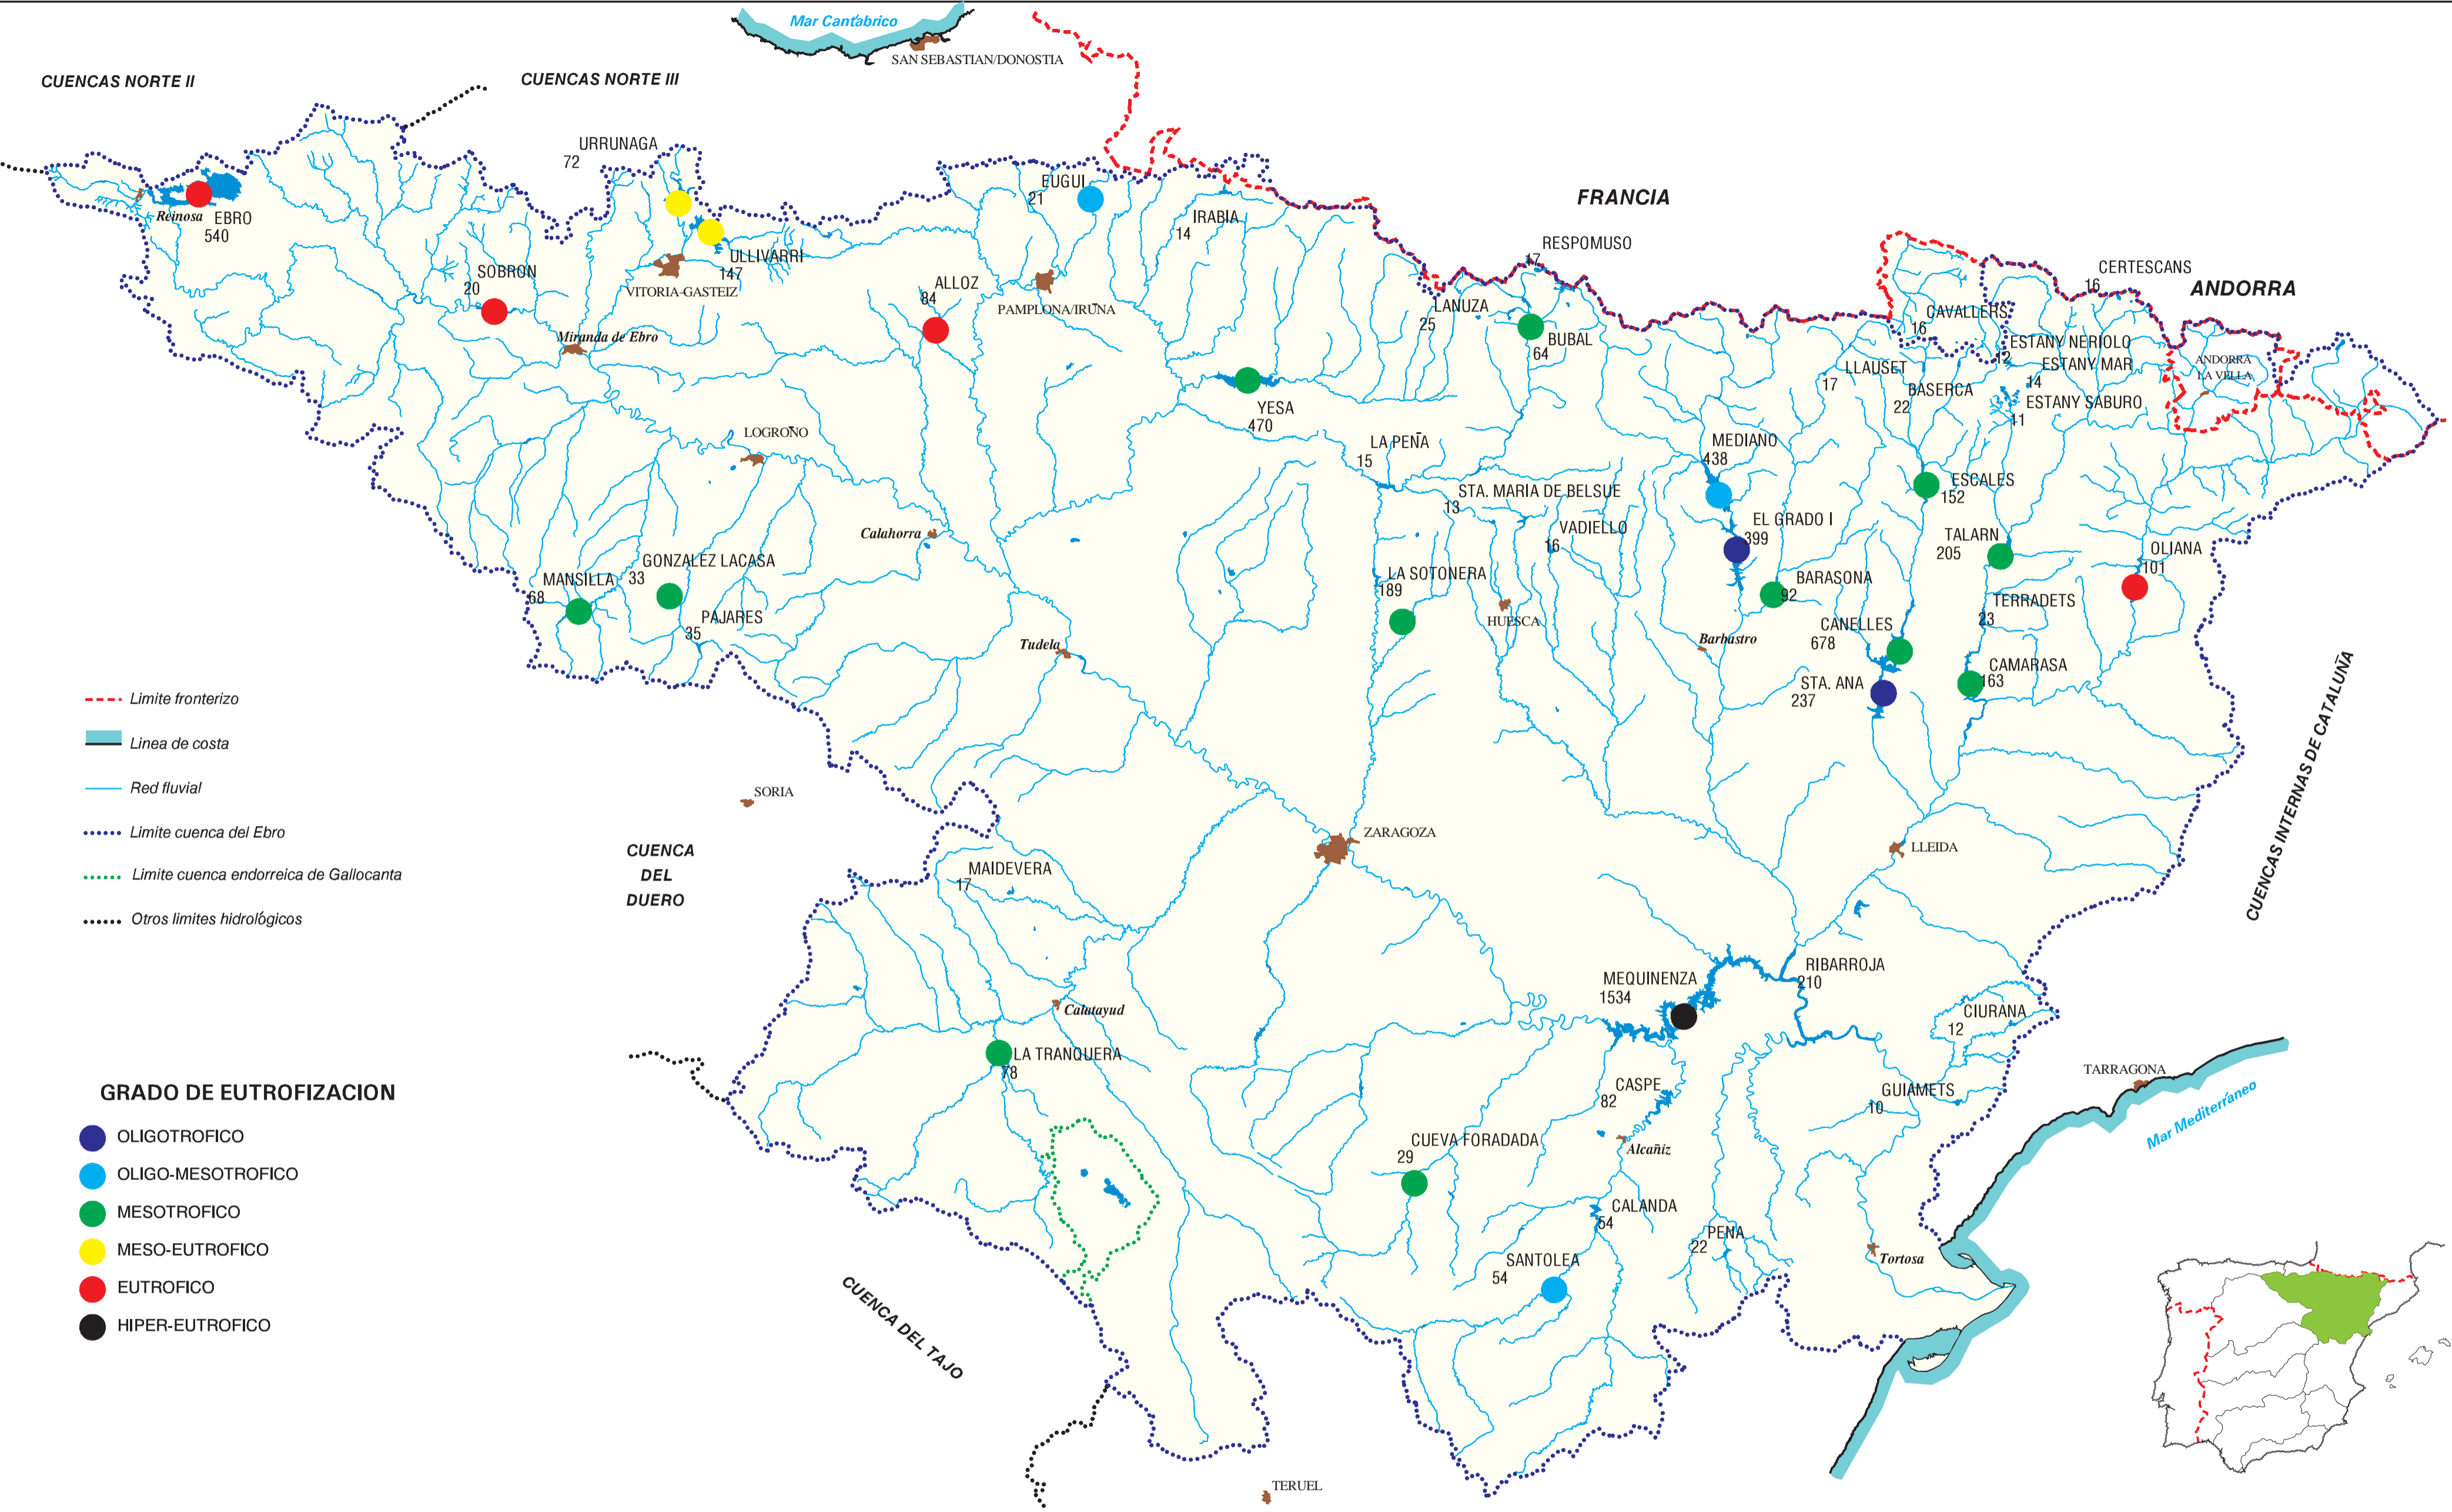 Mar Cantábrico
SAN SEBASTIAN/DONOSTIA
CUENCAS NORTE II
CUENCAS NORTE III
URRUNAGA
72
EUGUI
21
FRANCIA
Reinosa
EBRO
540
IRABIA
14
RESPOMUSO
17
ULLIVARRI
147
SOBRON
20
VITORIA-GASTEIZ
ALLOZ
84
PAMPLONA/IRUÑA
CERTESCANS
16
ANDORRA
LANUZA
25
CAVALLERS
16
Miranda de Ebro
BUBAL
64
ESTANY NERIOLO
12
ESTANY MAR
14
ANDORRA
LA VELLA
LLAUSET
17
BASERCA
22
ESTANY SABURO
11
YESA
470
LOGROÑO
LA PEÑA
15
MEDIANO
438
ESCALES
152
STA. MARIA DE BELSUE
13
EL GRADO I
399
VADIELLO
16
Calahorra
TALARN
205
OLIANA
101
GONZALEZ LACASA
33
MANSILLA
68
LA SOTONERA
189
BARASONA
92
PAJARES
35
TERRADETS
23
HUESCA
CANELLES
678
Tudela
Barbastro
CAMARASA
163
STA. ANA
237
CUENCAS INTERNAS DE CATALUÑA
Limite fronterizo
Linea de costa
Red fluvial
Limite cuenca del Ebro
Limite cuenca endorreica de Gallocanta
Otros limites hidrológicos
SORIA
ZARAGOZA
LLEIDA
CUENCA
DEL
DUERO
MAIDEVERA
17
RIBARROJA
210
MEQUINENZA
1534
Calatayud
CIURANA
12
LA TRANQUERA
78
TARRAGONA
Mar Mediterráneo
CASPE
82
GUIAMETS
10
CUEVA FORADADA
29
Alcañiz
CALANDA
54
PENA
22
SANTOLEA
54
Tortosa
CUENCA DEL TAJO
TERUEL
GRADO DE EUTROFIZACION
OLIGOTROFICO
OLIGO-MESOTROFICO
MESOTROFICO
MESO-EUTROFICO
EUTROFICO
HIPER-EUTROFICO